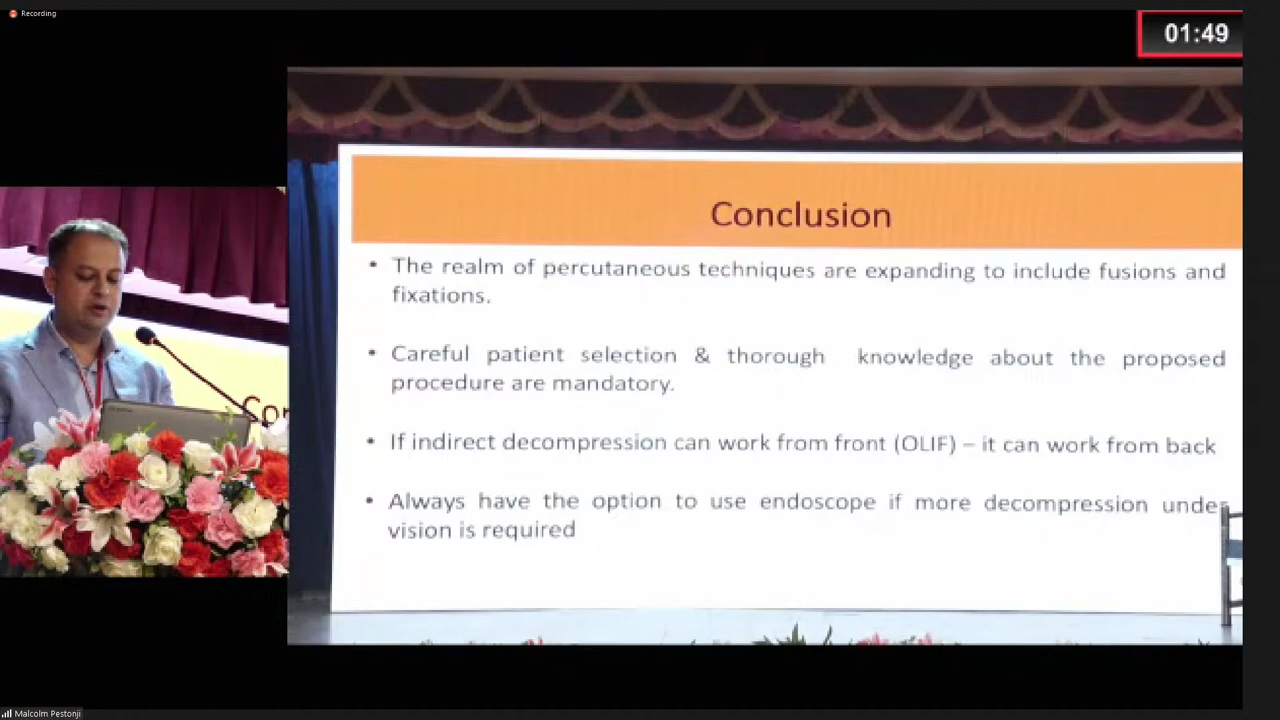 Recording
01:49
Conclusion
• The realm of percutaneous techniques are expanding to include fusions and
fixations.
• Careful patient selection & thorough knowledge about the proposed
procedure are mandatory.
• If indirect decompression can work from front (OLIF) – it can work from back
• Always have the option to use endoscope if more decompression under
vision is required
Con
Malcolm Pestonji